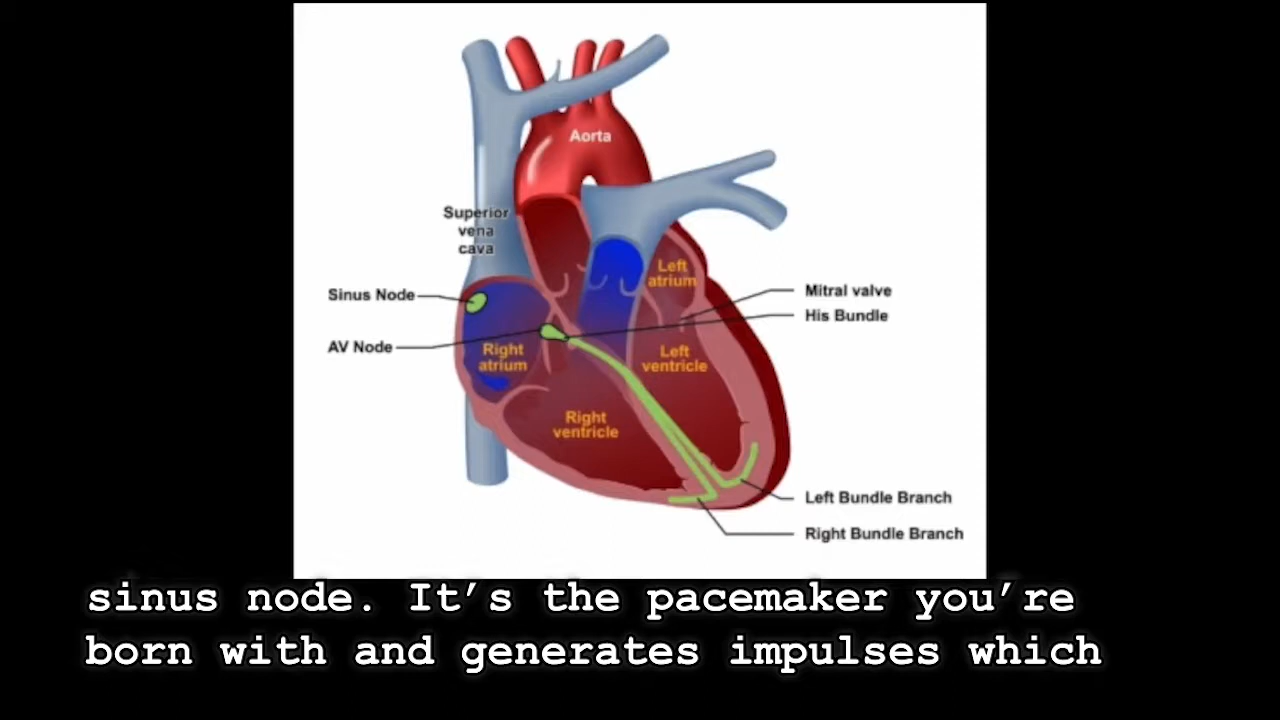 Aorta
Superior
vena
cava
Left
atrium
Sinus Node
Mitral valve
His Bundle
AV Node
Right
atrium
Left
ventricle
Right
ventricle
Left Bundle Branch
Right Bundle Branch
sinus node. It’s the pacemaker you’re
born with and generates impulses which